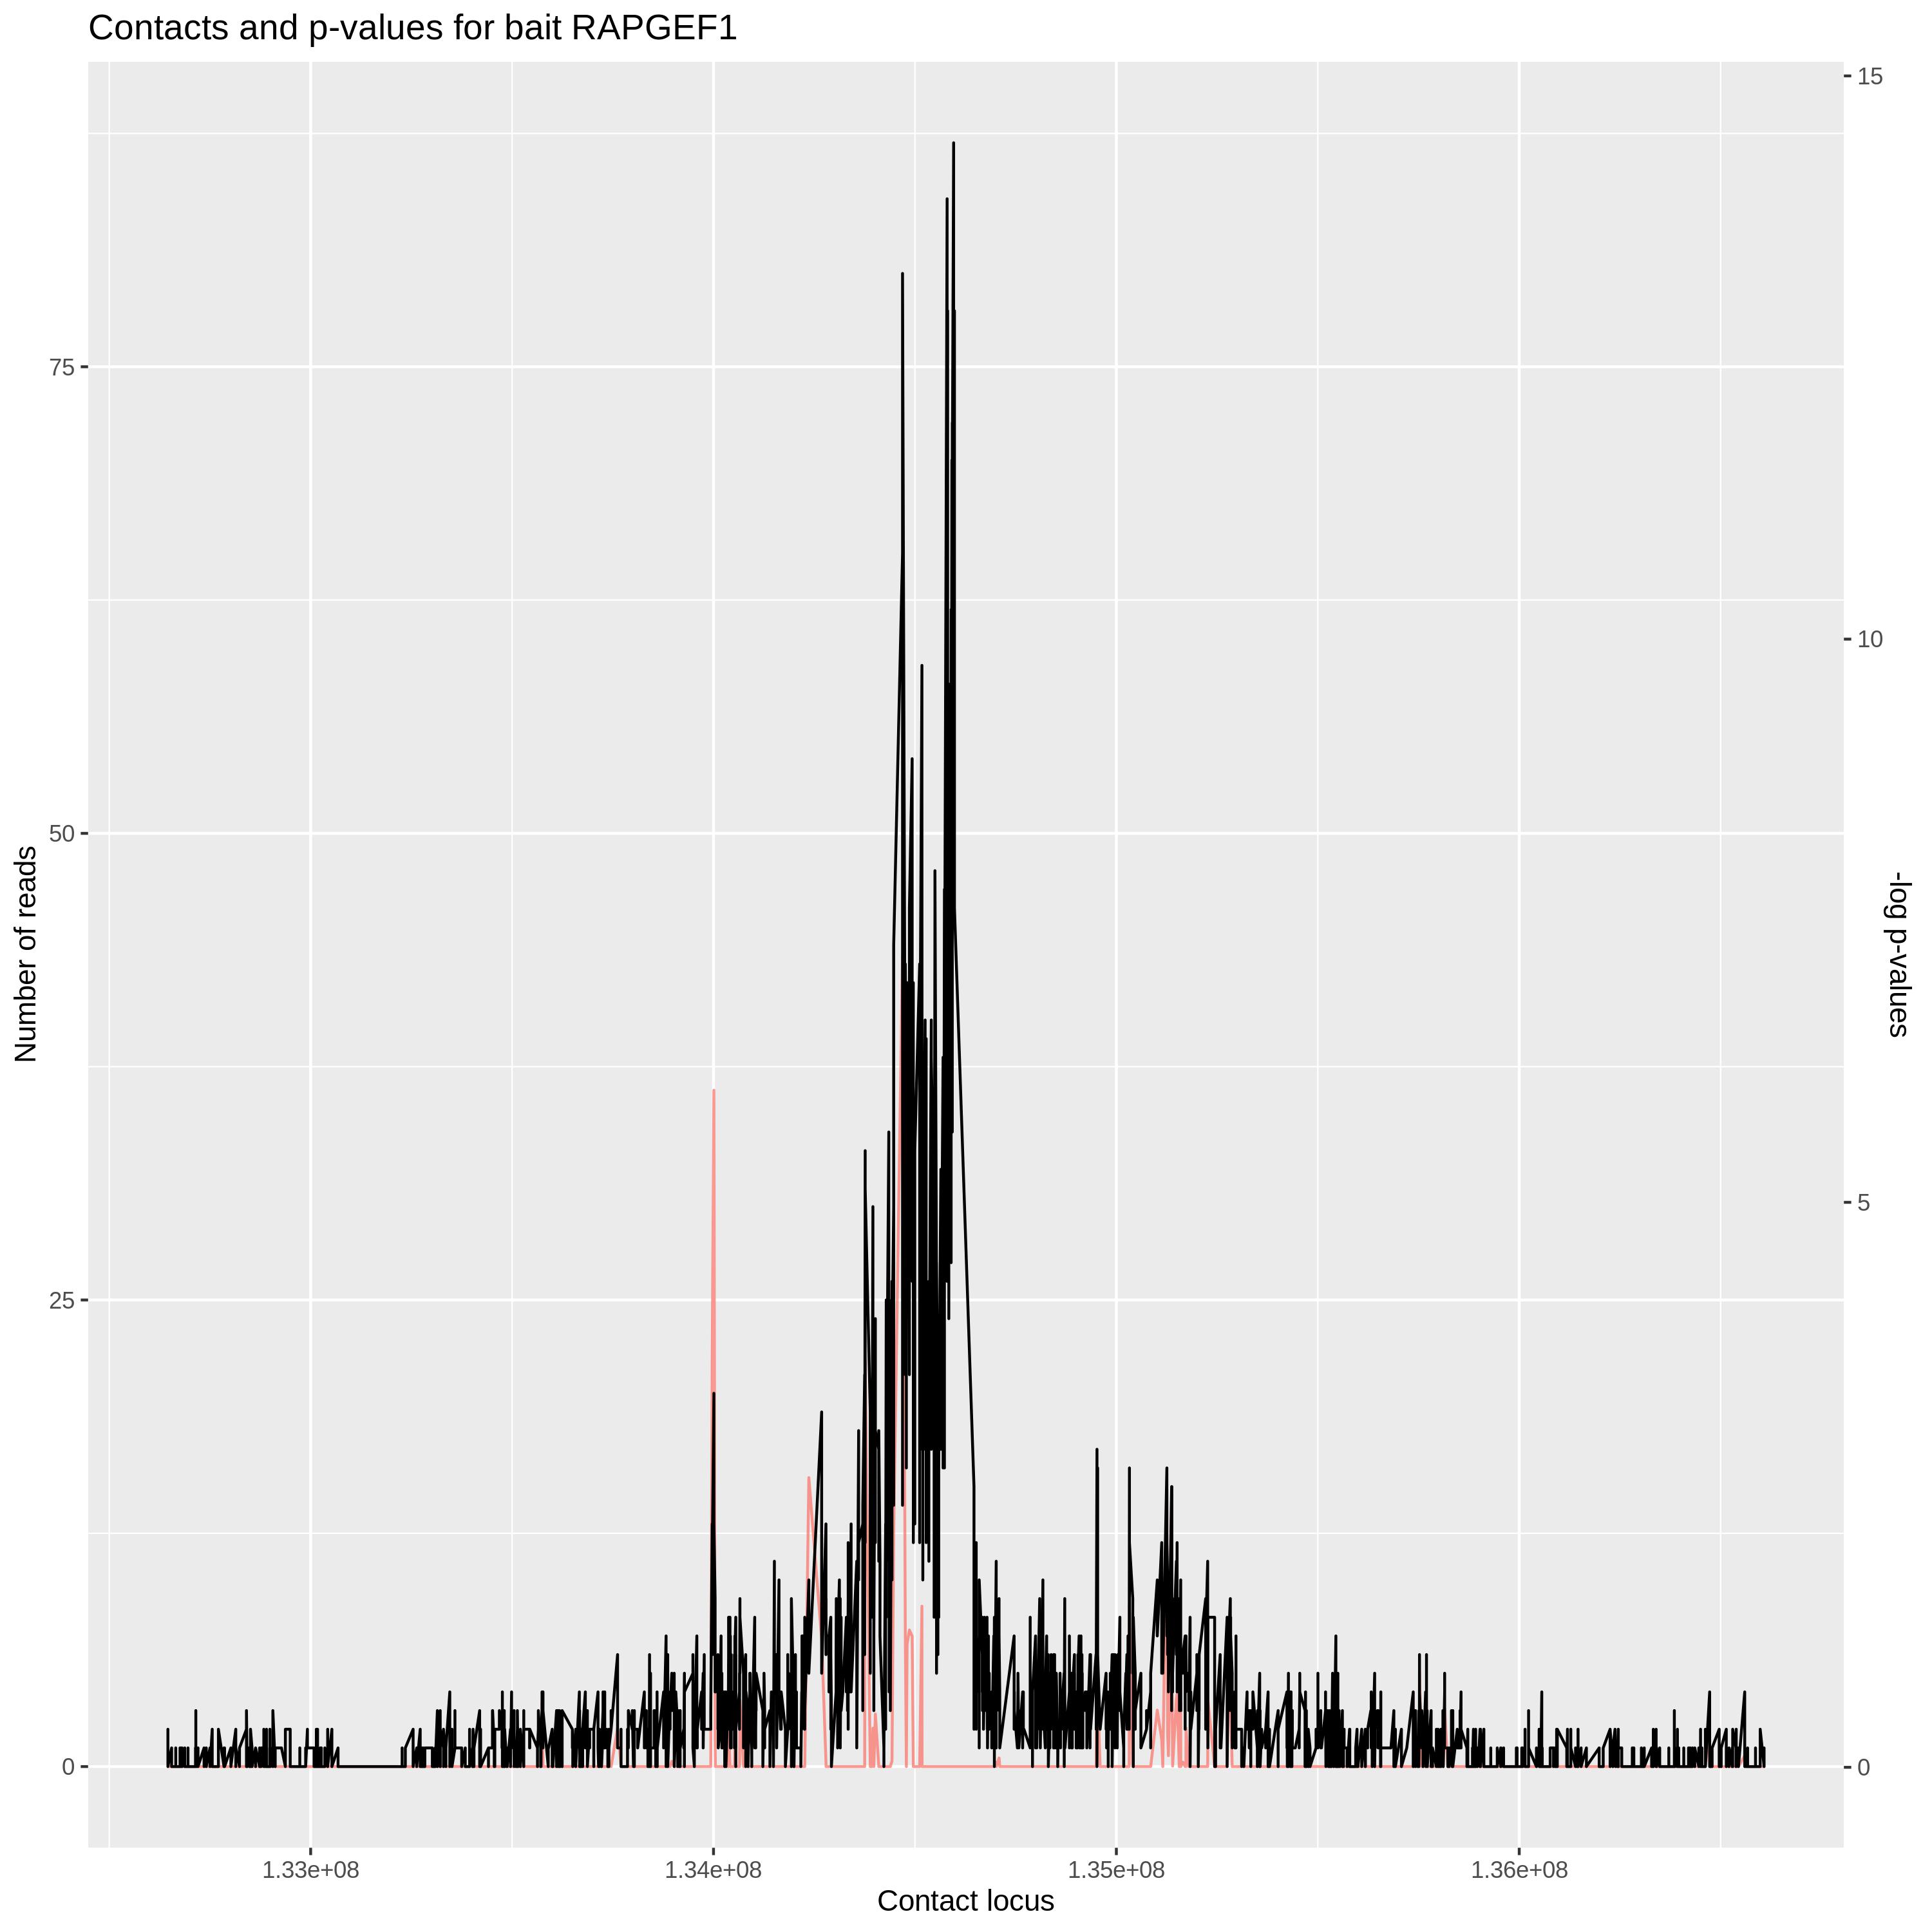 Contacts and p-values for bait RAPGEF1
15
75
10
50
Number of reads
-log p-values
5
25
0
0
1.33e+08
1.34e+08
1.35e+08
1.36e+08
Contact locus